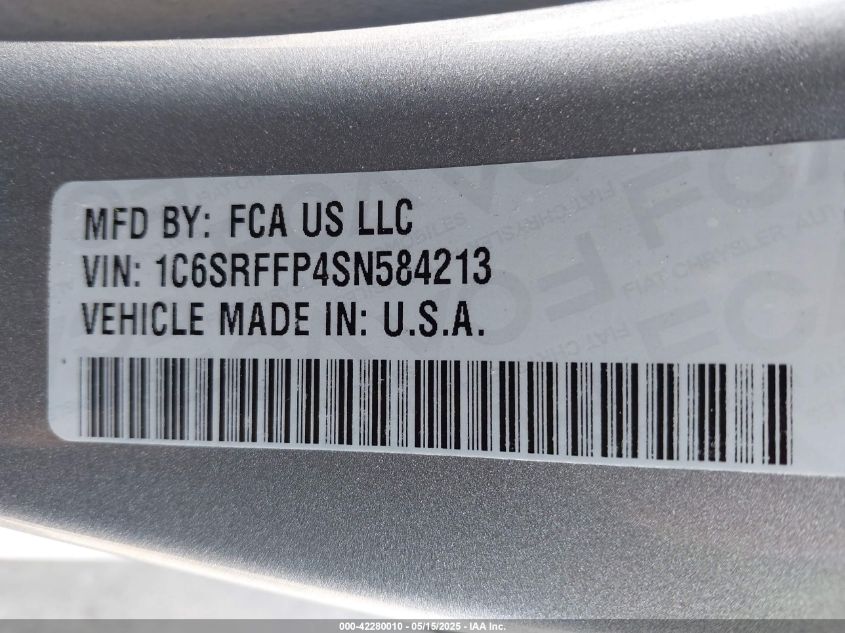 MFD BY: FCA US LLC
VIN: 1C6SRFFP4SN584213
VEHICLE MADE IN: U.S.A.
000-42280010 - 05/15/2025 - IAA Inc.